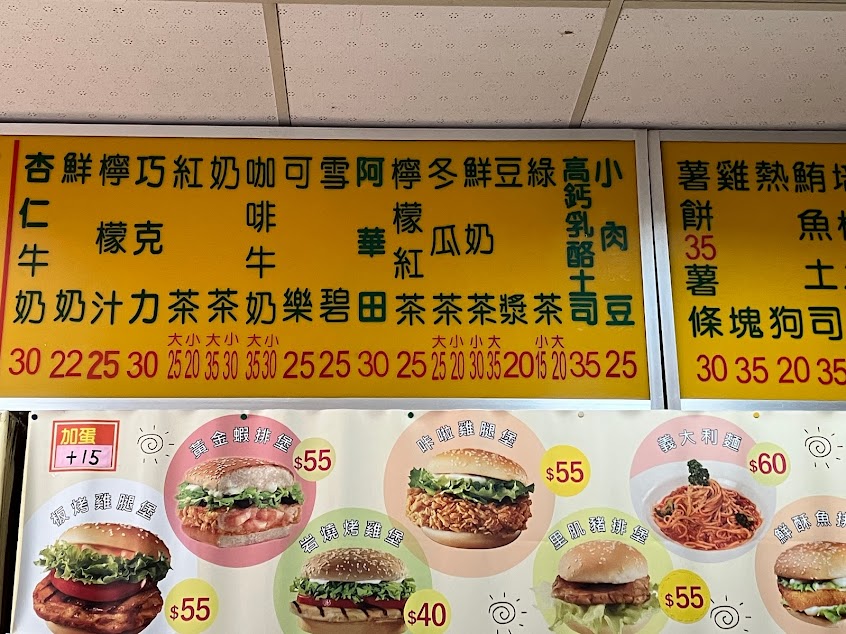 杏仁牛奶 30
鮮奶 22
檸檬汁 25
巧克力 30
紅茶 大25 小20
奶茶 大35 小30
咖啡牛奶 大35 小30
可樂 25
雪碧 25
阿華田 30
檸檬紅茶 25
冬瓜茶 大25 小20
鮮奶茶 小30 大35
豆漿 20
綠茶 小15 大20
高鈣乳酪土司 35
小肉豆 25
薯餅 35
薯條 30
雞塊 35
熱狗 20
鮪魚土司 35
加蛋
+15
黃金蝦排堡
$55
咔啦雞腿堡
$55
義大利麵
$60
板烤雞腿堡
$55
岩燒烤雞堡
$40
里肌豬排堡
$55
鮮酥魚排